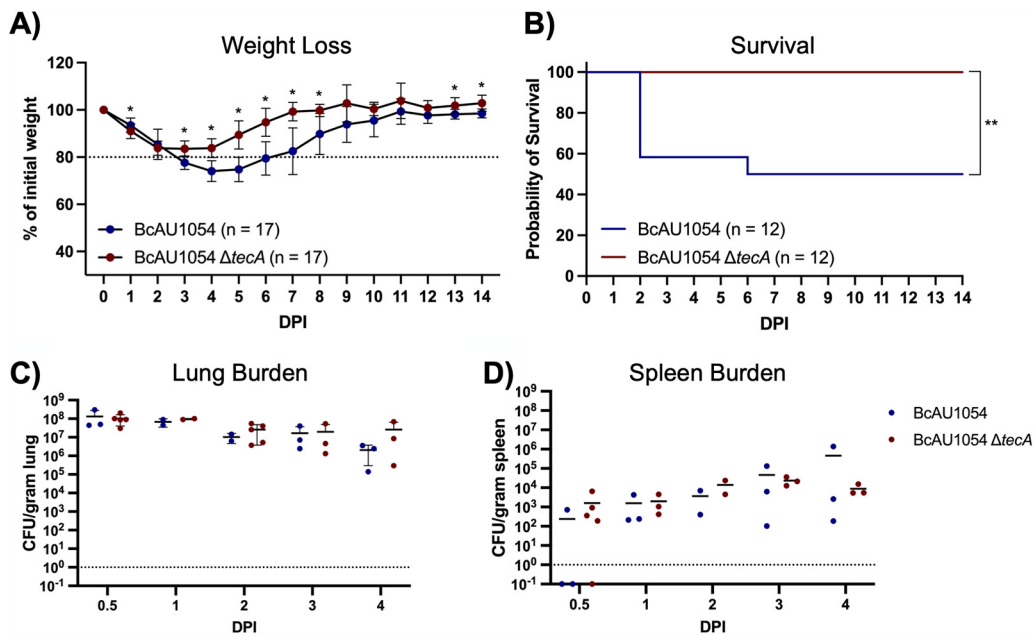 A)
Weight Loss
% of initial weight
120
100
80
60
40
* * * * * * * * *
BcAU1054 (n = 17)
BcAU1054 ΔtecA (n = 17)
0 1 2 3 4 5 6 7 8 9 10 11 12 13 14
DPI
B)
Survival
Probability of Survival
100
80
60
40
20
0
**
BcAU1054 (n = 12)
BcAU1054 ΔtecA (n = 12)
0 1 2 3 4 5 6 7 8 9 10 11 12 13 14
DPI
C)
Lung Burden
CFU/gram lung
10⁹
10⁸
10⁷
10⁶
10⁵
10⁴
10³
10²
10¹
10⁰
10⁻¹
0.5 1 2 3 4
DPI
D)
Spleen Burden
CFU/gram spleen
10⁹
10⁸
10⁷
10⁶
10⁵
10⁴
10³
10²
10¹
10⁰
10⁻¹
0.5 1 2 3 4
DPI
BcAU1054
BcAU1054 ΔtecA